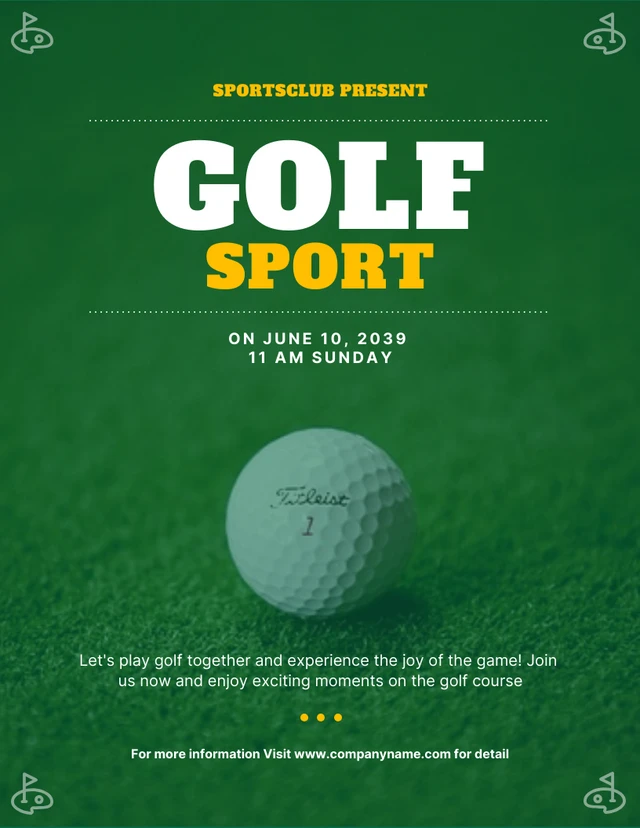 SPORTSCLUB PRESENT
GOLF
SPORT
ON JUNE 10, 2039
11 AM SUNDAY
Titleist
1
Let's play golf together and experience the joy of the game! Join
us now and enjoy exciting moments on the golf course
For more information Visit www.companyname.com for detail